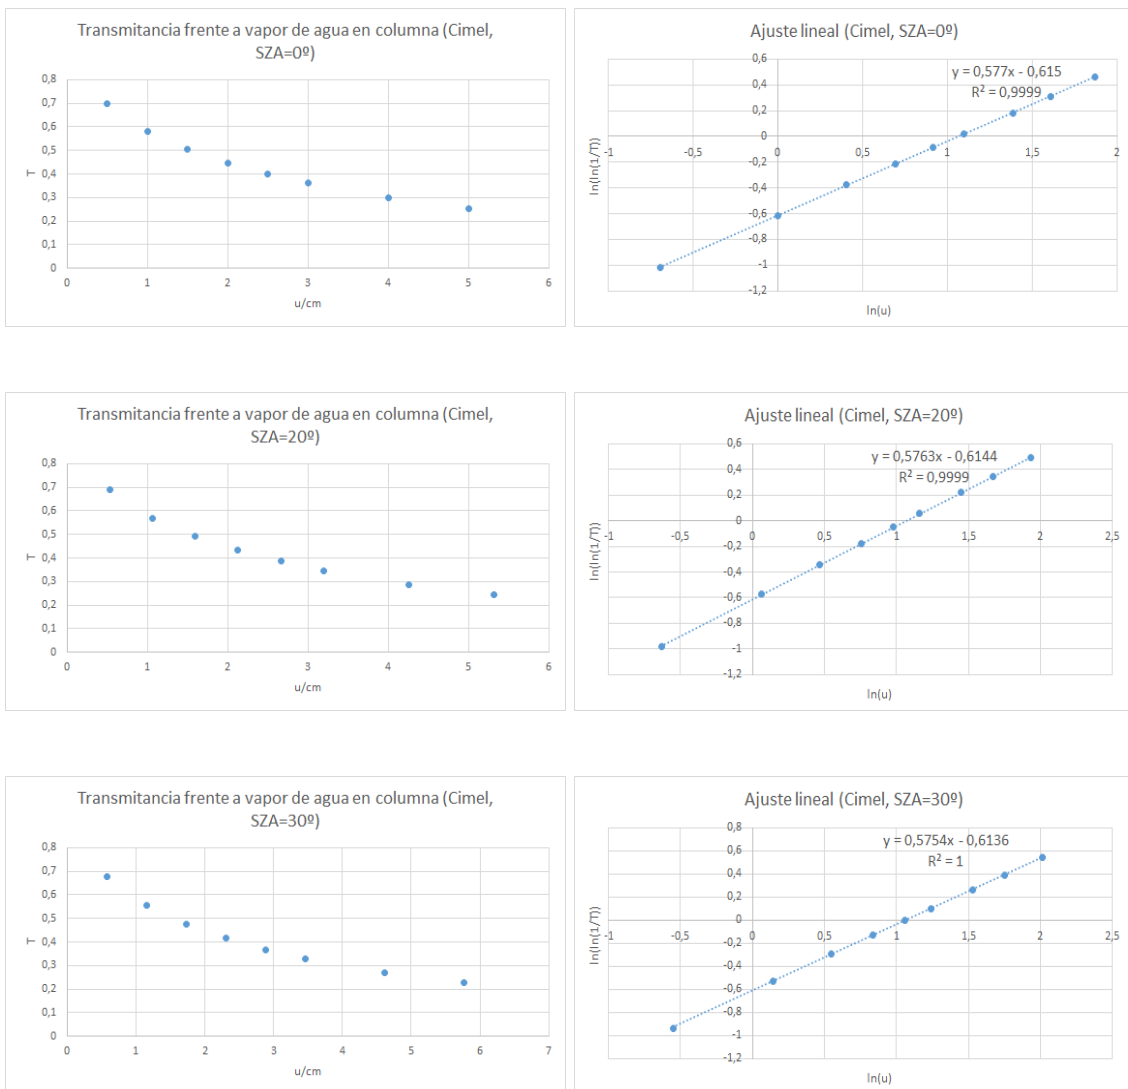 Transmitancia frente a vapor de agua en columna (Cimel,
SZA=0º)
0,8
0,7
0,6
0,5
0,4
0,3
0,2
0,1
0
T
0 1 2 3 4 5 6
u/cm
Ajuste lineal (Cimel, SZA=0º)
y = 0,577x - 0,615
R² = 0,9999
0,6
0,4
0,2
0
-0,2
-0,4
-0,6
-0,8
-1
-1,2
ln(ln(1/T))
-1 -0,5 0 0,5 1 1,5 2
ln(u)
Transmitancia frente a vapor de agua en columna (Cimel,
SZA=20º)
0,8
0,7
0,6
0,5
0,4
0,3
0,2
0,1
0
T
0 1 2 3 4 5 6
u/cm
Ajuste lineal (Cimel, SZA=20º)
y = 0,5763x - 0,6144
R² = 0,9999
0,6
0,4
0,2
0
-0,2
-0,4
-0,6
-0,8
-1
-1,2
ln(ln(1/T))
-1 -0,5 0 0,5 1 1,5 2 2,5
ln(u)
Transmitancia frente a vapor de agua en columna (Cimel,
SZA=30º)
0,8
0,7
0,6
0,5
0,4
0,3
0,2
0,1
0
T
0 1 2 3 4 5 6 7
u/cm
Ajuste lineal (Cimel, SZA=30º)
y = 0,5754x - 0,6136
R² = 1
0,8
0,6
0,4
0,2
0
-0,2
-0,4
-0,6
-0,8
-1
-1,2
ln(ln(1/T))
-1 -0,5 0 0,5 1 1,5 2 2,5
ln(u)